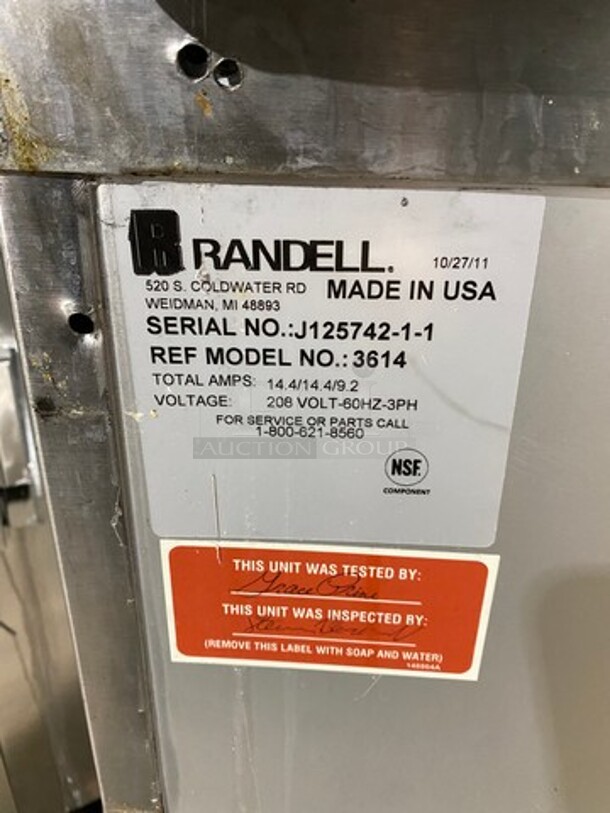 R RANDELL. 10/27/11
520 S. COLDWATER RD MADE IN USA
WEIDMAN, MI 48893
SERIAL NO.:J125742-1-1
REF MODEL NO.: 3614
TOTAL AMPS: 14.4/14.4/9.2
VOLTAGE: 208 VOLT-60HZ-3PH
FOR SERVICE OR PARTS CALL
1-800-621-8560
AUCTION GROUP
NSF.
COMPONENT
THIS UNIT WAS TESTED BY:
Grace
THIS UNIT WAS INSPECTED BY:
(REMOVE THIS LABEL WITH SOAP AND WATER)